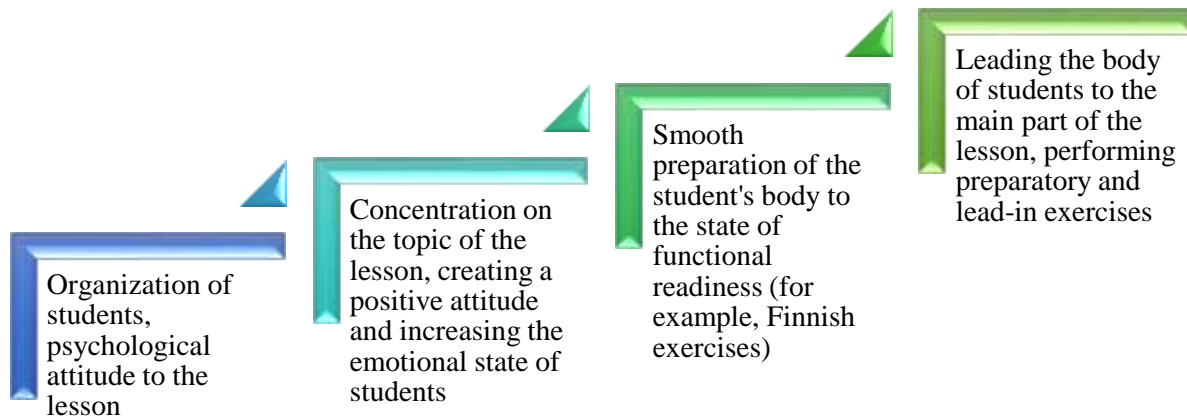 Organization of
students,
psychological
attitude to the
lesson
Concentration on
the topic of the
lesson, creating a
positive attitude
and increasing the
emotional state of
students
Smooth
preparation of the
student's body to
the state of
functional
readiness (for
example, Finnish
exercises)
Leading the body
of students to the
main part of the
lesson, performing
preparatory and
lead-in exercises